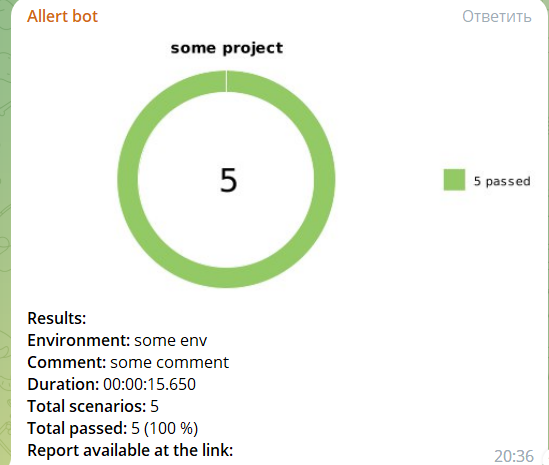 Allert bot
Ответить
some project
5
5 passed
Results:
Environment: some env
Comment: some comment
Duration: 00:00:15.650
Total scenarios: 5
Total passed: 5 (100 %)
Report available at the link:
20:36